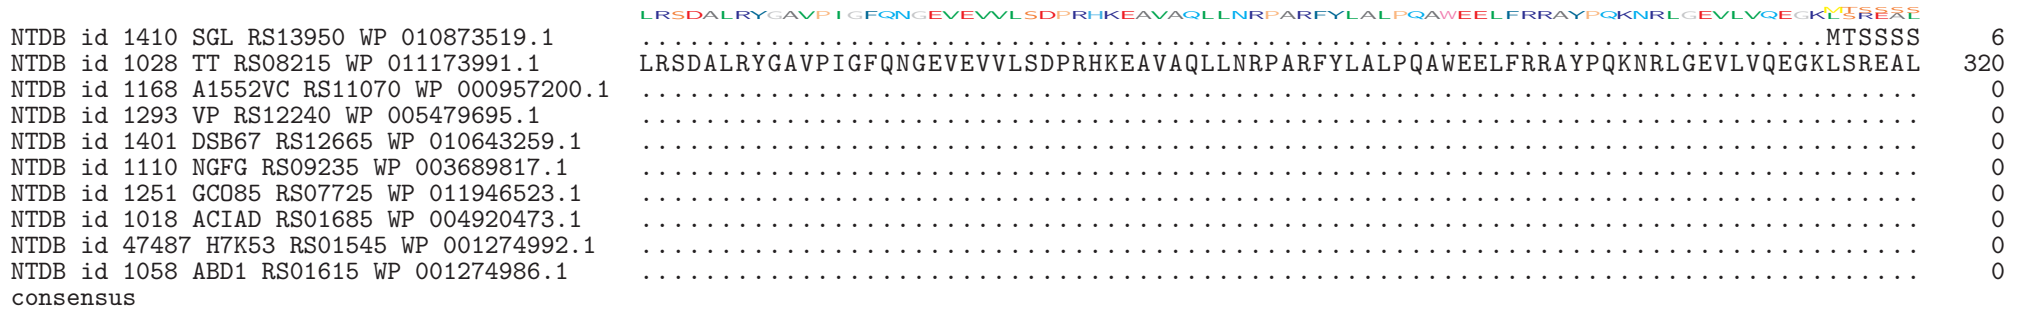 LRSDALRYGAVPIGFQNGEVEVVLSDPRHKEAVAQLLNRPARFYLALPQAWEELFRRAYPQKNRLGEVLVQEGKLSREAL
NTDB id 1410 SGL RS13950 WP 010873519.1 ..........................................................................MTSSSS 6
NTDB id 1028 TT RS08215 WP 011173991.1 LRSDALRYGAVPIGFQNGEVEVVLSDPRHKEAVAQLLNRPARFYLALPQAWEELFRRAYPQKNRLGEVLVQEGKLSREAL 320
NTDB id 1168 A1552VC RS11070 WP 000957200.1 ................................................................................ 0
NTDB id 1293 VP RS12240 WP 005479695.1 ................................................................................ 0
NTDB id 1401 DSB67 RS12665 WP 010643259.1 ................................................................................ 0
NTDB id 1110 NGFG RS09235 WP 003689817.1 ................................................................................ 0
NTDB id 1251 GCO85 RS07725 WP 011946523.1 ................................................................................ 0
NTDB id 1018 ACIAD RS01685 WP 004920473.1 ................................................................................ 0
NTDB id 47487 H7K53 RS01545 WP 001274992.1 ................................................................................ 0
NTDB id 1058 ABD1 RS01615 WP 001274986.1 ................................................................................ 0
consensus